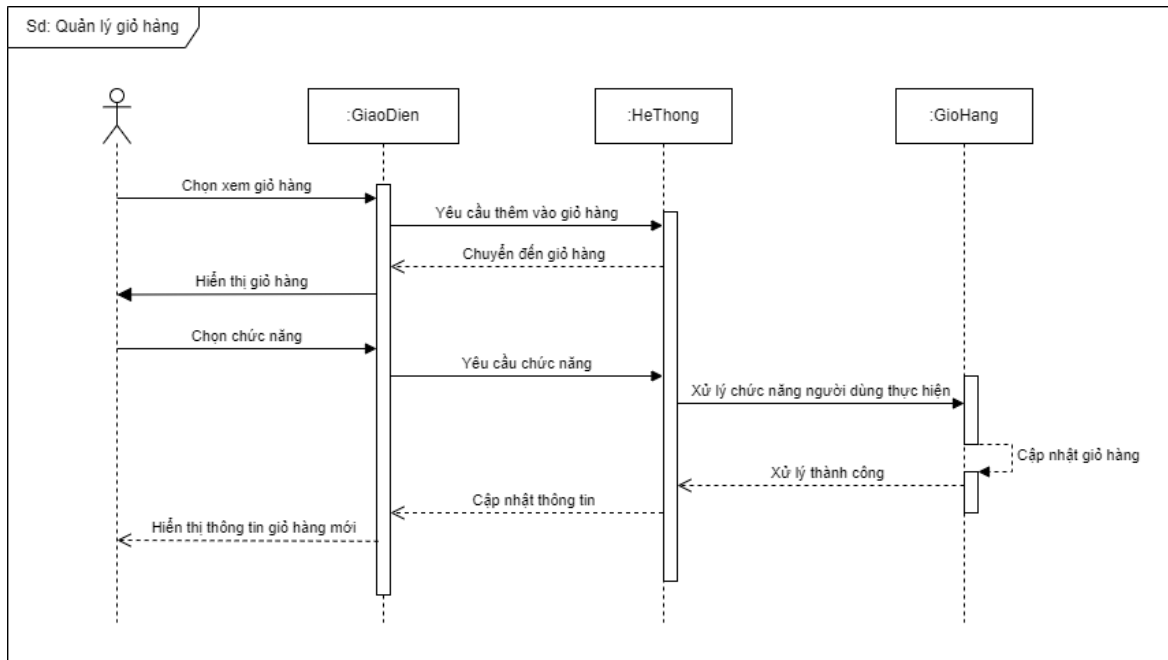 Sd: Quản lý giỏ hàng
:GiaoDien
:HeThong
:GioHang
Chọn xem giỏ hàng
Yêu cầu thêm vào giỏ hàng
Chuyển đến giỏ hàng
Hiển thị giỏ hàng
Chọn chức năng
Yêu cầu chức năng
Xử lý chức năng người dùng thực hiện
Cập nhật giỏ hàng
Xử lý thành công
Cập nhật thông tin
Hiển thị thông tin giỏ hàng mới